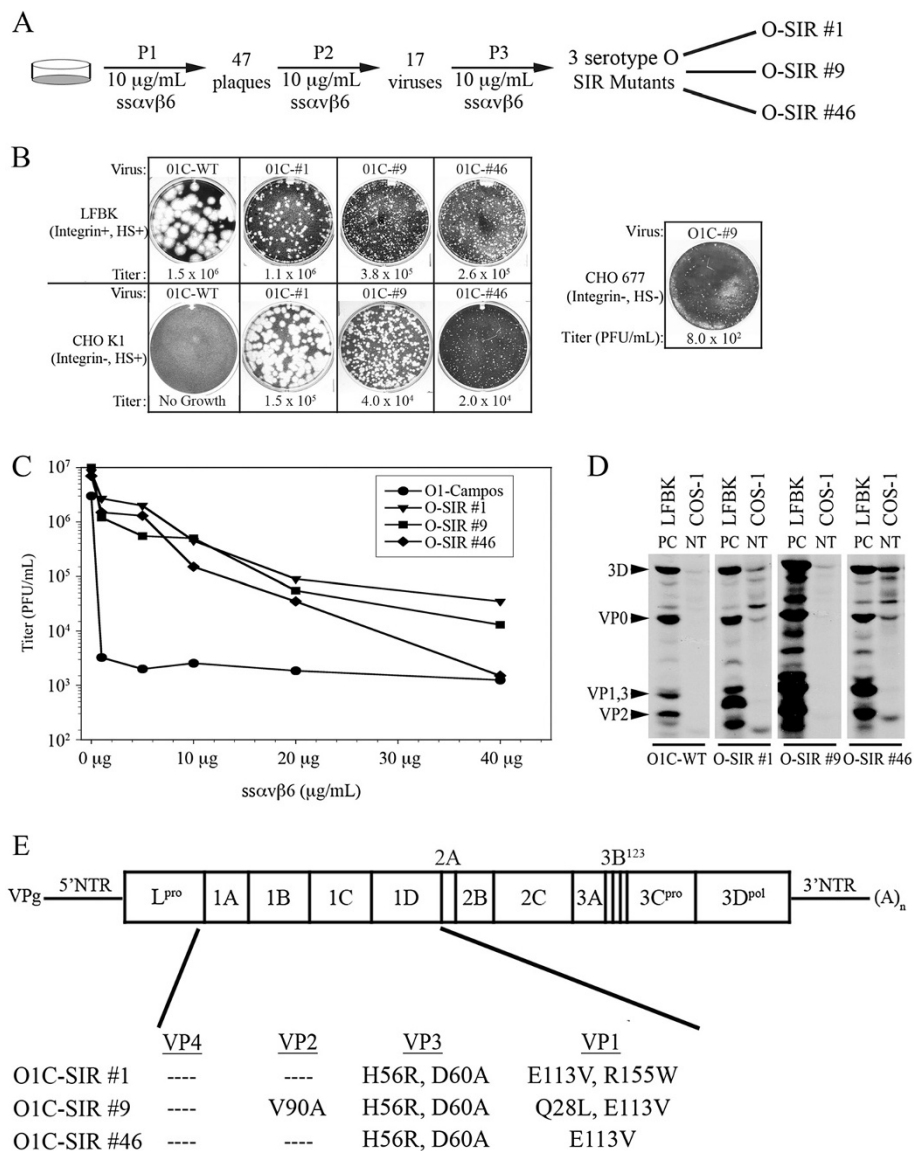 A
P1
10 µg/mL
ssαvβ6
47
plaques
P2
10 µg/mL
ssαvβ6
17
viruses
P3
10 µg/mL
ssαvβ6
3 serotype O
SIR Mutants
O-SIR #1
O-SIR #9
O-SIR #46
B
Virus: 01C-WT 01C-#1 01C-#9 01C-#46
LFBK
(Integrin+, HS+)
Titer: 1.5 x 10⁶ 1.1 x 10⁶ 3.8 x 10⁵ 2.6 x 10⁵
Virus: 01C-WT 01C-#1 01C-#9 01C-#46
CHO K1
(Integrin-, HS+)
Titer: No Growth 1.5 x 10⁵ 4.0 x 10⁴ 2.0 x 10⁴
Virus: O1C-#9
CHO 677
(Integrin-, HS-)
Titer (PFU/mL): 8.0 x 10²
C
Titer (PFU/mL)
10⁷
10⁶
10⁵
10⁴
10³
10²
O1-Campos
O-SIR #1
O-SIR #9
O-SIR #46
0 µg 10 µg 20 µg 30 µg 40 µg
ssαvβ6 (µg/mL)
D
LFBK COS-1 LFBK COS-1 LFBK COS-1 LFBK COS-1
PC NT PC NT PC NT PC NT
3D
VP0
VP1,3
VP2
O1C-WT O-SIR #1 O-SIR #9 O-SIR #46
E
2A 3B¹²³
VPg 5'NTR Lᵖʳᵒ 1A 1B 1C 1D 2B 2C 3A 3Cᵖʳᵒ 3Dᵖᵒˡ 3'NTR (A)ₙ
VP4 VP2 VP3 VP1
O1C-SIR #1 ---- ---- H56R, D60A E113V, R155W
O1C-SIR #9 ---- V90A H56R, D60A Q28L, E113V
O1C-SIR #46 ---- ---- H56R, D60A E113V